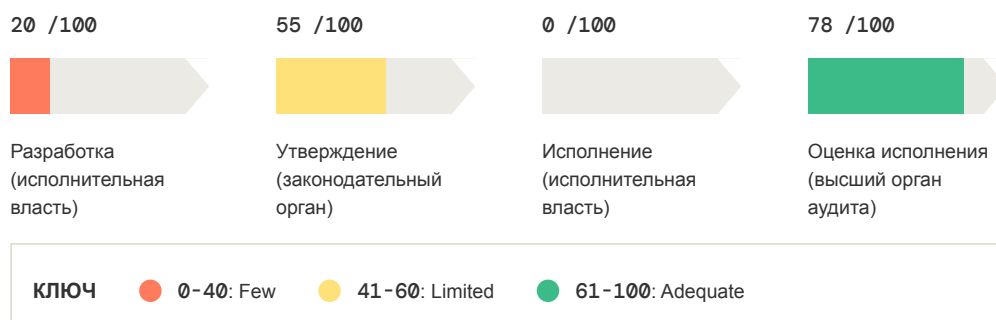 20 /100
55 /100
0 /100
78 /100
Разработка
(исполнительная
власть)
Утверждение
(законодательный
орган)
Исполнение
(исполнительная
власть)
Оценка исполнения
(высший орган
аудита)
КЛЮЧ 0-40: Few 41-60: Limited 61-100: Adequate